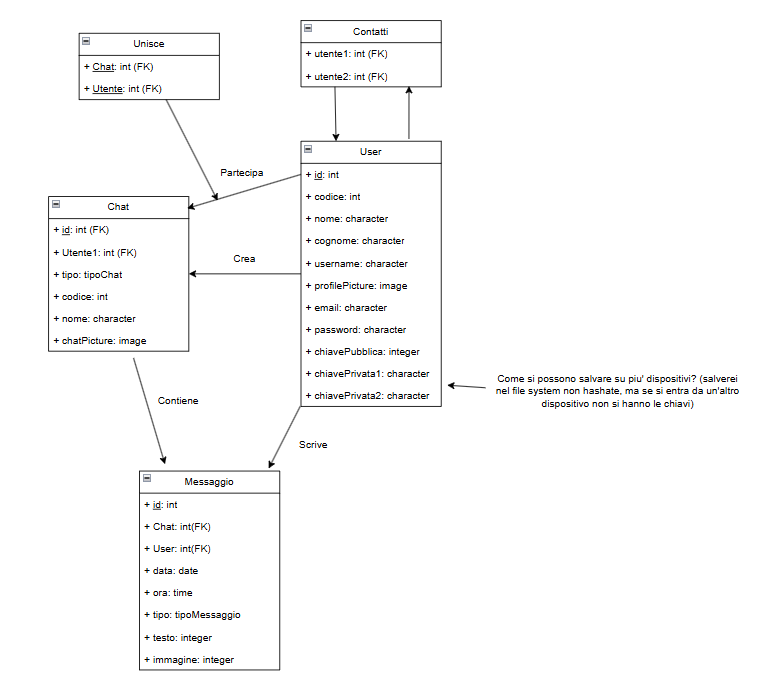 Unisce
+ Chat: int (FK)
+ Utente: int (FK)
Contatti
+ utente1: int (FK)
+ utente2: int (FK)
Partecipa
User
+ id: int
+ codice: int
+ nome: character
+ cognome: character
+ username: character
+ profilePicture: image
+ email: character
+ password: character
+ chiavePubblica: integer
+ chiavePrivata1: character
+ chiavePrivata2: character
Chat
+ id: int (FK)
+ Utente1: int (FK)
+ tipo: tipoChat
+ codice: int
+ nome: character
+ chatPicture: image
Crea
Come si possono salvare su piu' dispositivi? (salverei
nel file system non hashate, ma se si entra da un'altro
dispositivo non si hanno le chiavi)
Contiene
Scrive
Messaggio
+ id: int
+ Chat: int(FK)
+ User: int(FK)
+ data: date
+ ora: time
+ tipo: tipoMessaggio
+ testo: integer
+ immagine: integer